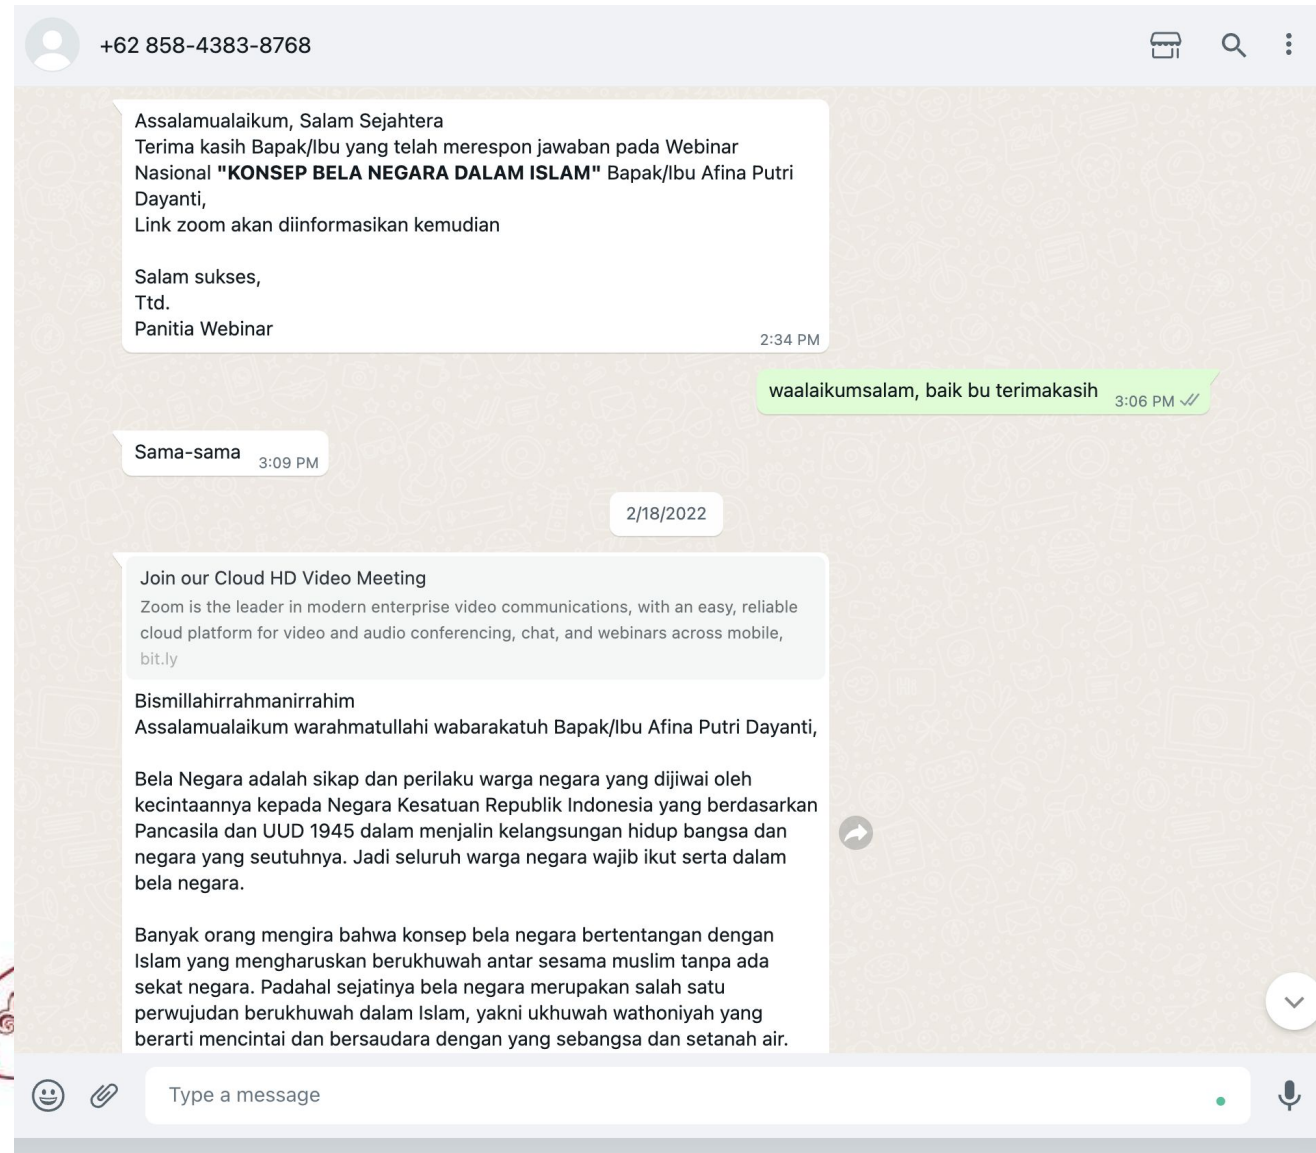 +62 858-4383-8768
Assalamualaikum, Salam Sejahtera
Terima kasih Bapak/Ibu yang telah merespon jawaban pada Webinar
Nasional "KONSEP BELA NEGARA DALAM ISLAM" Bapak/Ibu Afina Putri
Dayanti,
Link zoom akan diinformasikan kemudian
Salam sukses,
Ttd.
Panitia Webinar
2:34 PM
waalaikumsalam, baik bu terimakasih 3:06 PM
Sama-sama 3:09 PM
2/18/2022
Join our Cloud HD Video Meeting
Zoom is the leader in modern enterprise video communications, with an easy, reliable
cloud platform for video and audio conferencing, chat, and webinars across mobile,
bit.ly
Bismillahirrahmanirrahim
Assalamualaikum warahmatullahi wabarakatuh Bapak/Ibu Afina Putri Dayanti,
Bela Negara adalah sikap dan perilaku warga negara yang dijiwai oleh
kecintaannya kepada Negara Kesatuan Republik Indonesia yang berdasarkan
Pancasila dan UUD 1945 dalam menjalin kelangsungan hidup bangsa dan
negara yang seutuhnya. Jadi seluruh warga negara wajib ikut serta dalam
bela negara.
Banyak orang mengira bahwa konsep bela negara bertentangan dengan
Islam yang mengharuskan berukhuwah antar sesama muslim tanpa ada
sekat negara. Padahal sejatinya bela negara merupakan salah satu
perwujudan berukhuwah dalam Islam, yakni ukhuwah wathoniyah yang
berarti mencintai dan bersaudara dengan yang sebangsa dan setanah air.
Type a message